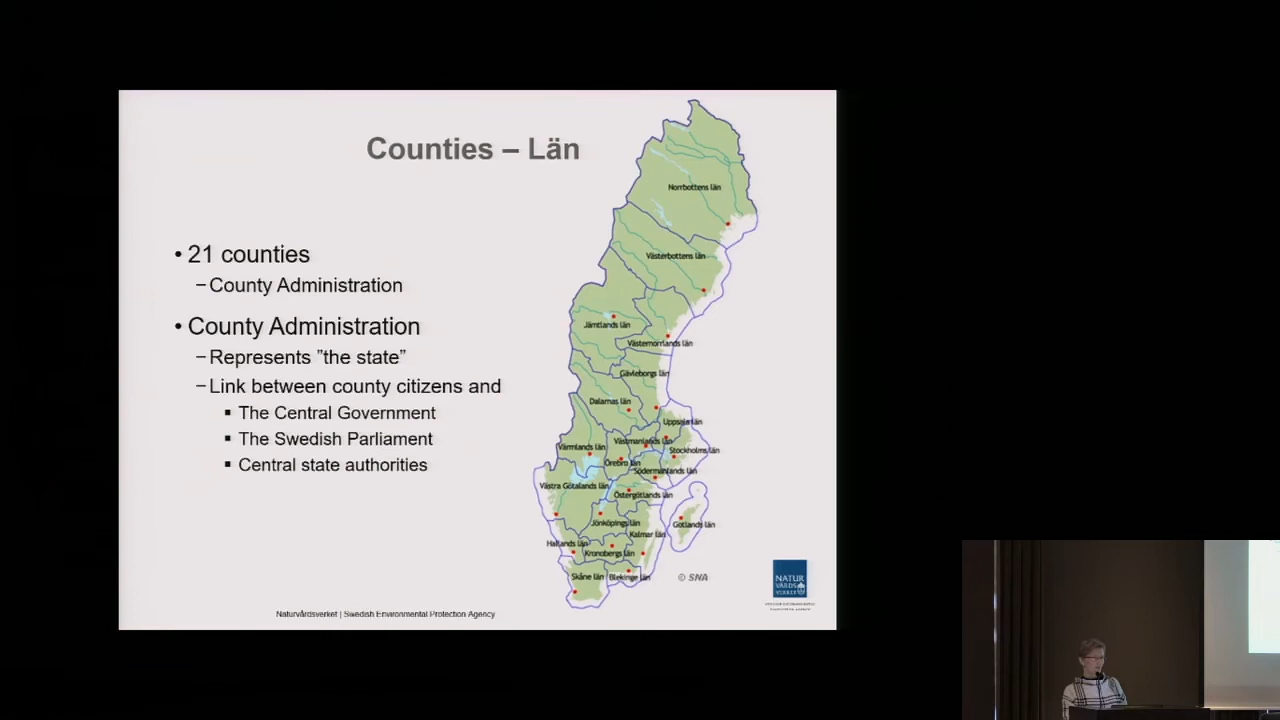 Counties – Län
• 21 counties
– County Administration
• County Administration
– Represents ”the state”
– Link between county citizens and
▪ The Central Government
▪ The Swedish Parliament
▪ Central state authorities
Norrbottens län
Västerbottens län
Jämtlands län
Västernorrlands län
Gävleborgs län
Dalarnas län
Uppsala län
Västmanlands län
Värmlands län
Stockholms län
Örebro län
Södermanlands län
Västra Götalands län
Östergötlands län
Jönköpings län
Gotlands län
Kalmar län
Hallands län
Kronobergs län
Skåne län
Blekinge län
© SNA
NATUR
VÅRDS
VERKET
Naturvårdsverket | Swedish Environmental Protection Agency